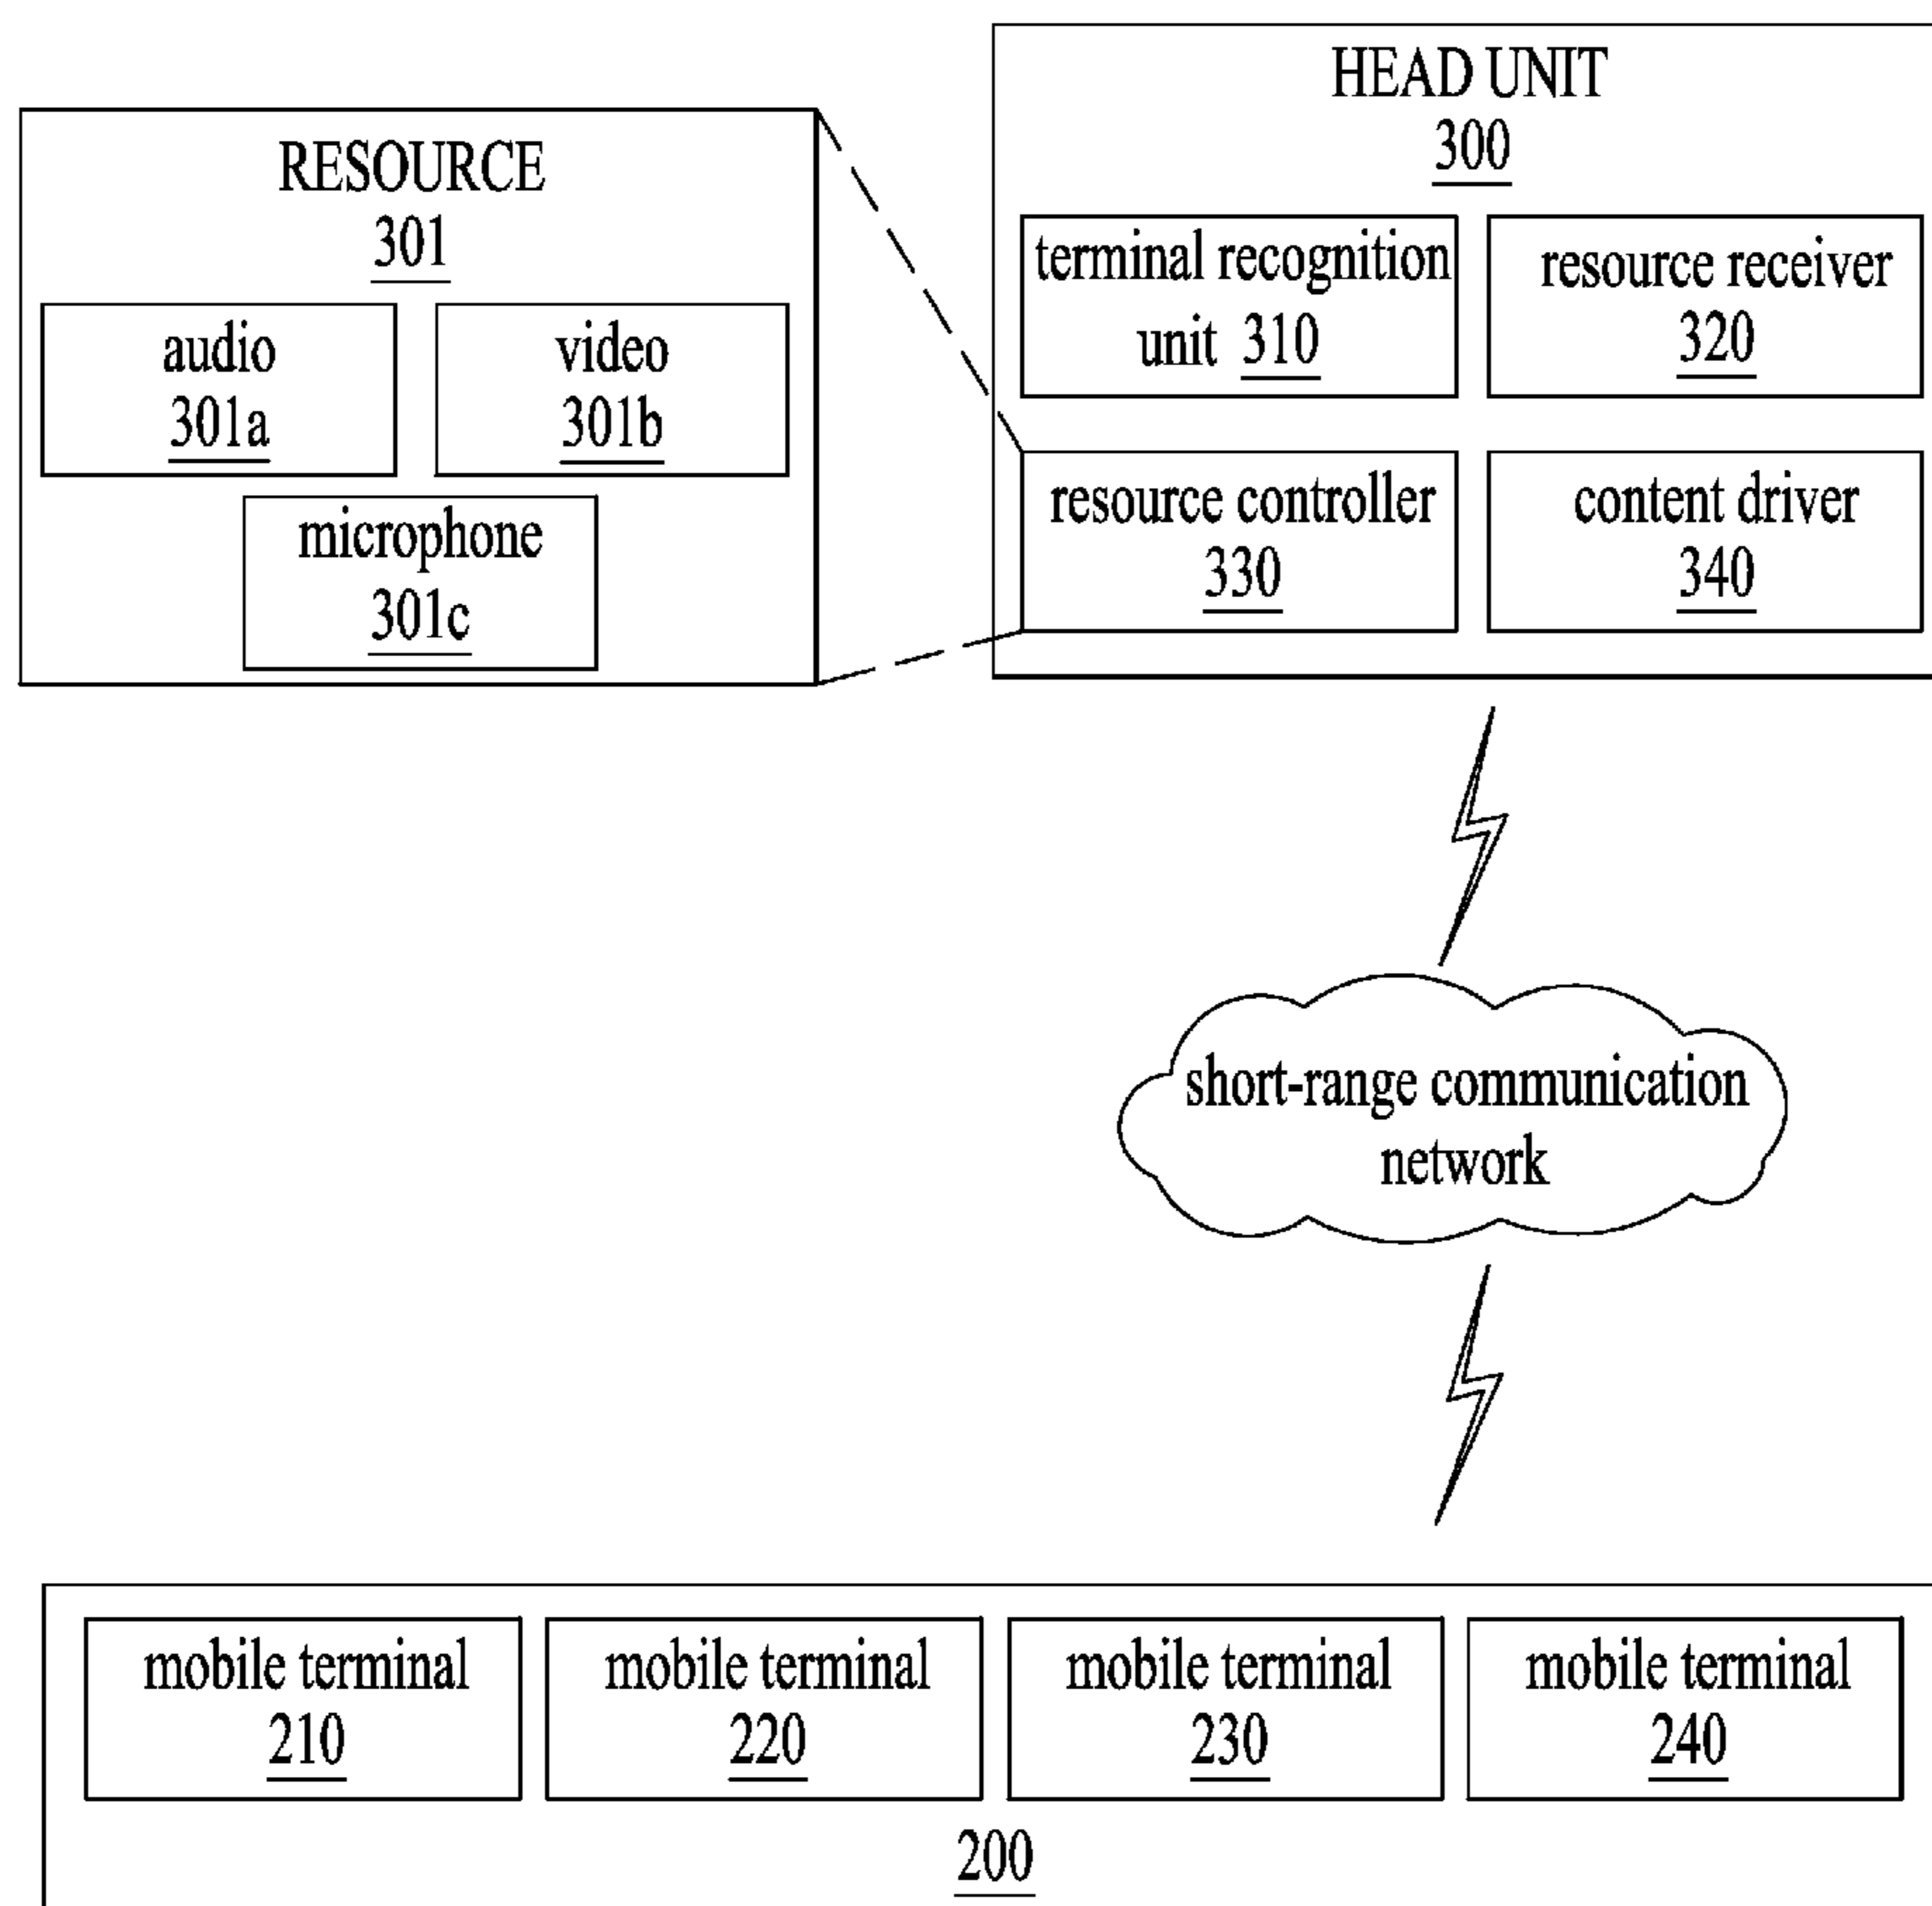 HEAD UNIT
300
RESOURCE
301
audio
301a
video
301b
microphone
301c
terminal recognition
unit 310
resource receiver
320
resource controller
330
content driver
340
short-range communication
network
mobile terminal
210
mobile terminal
220
mobile terminal
230
mobile terminal
240
200